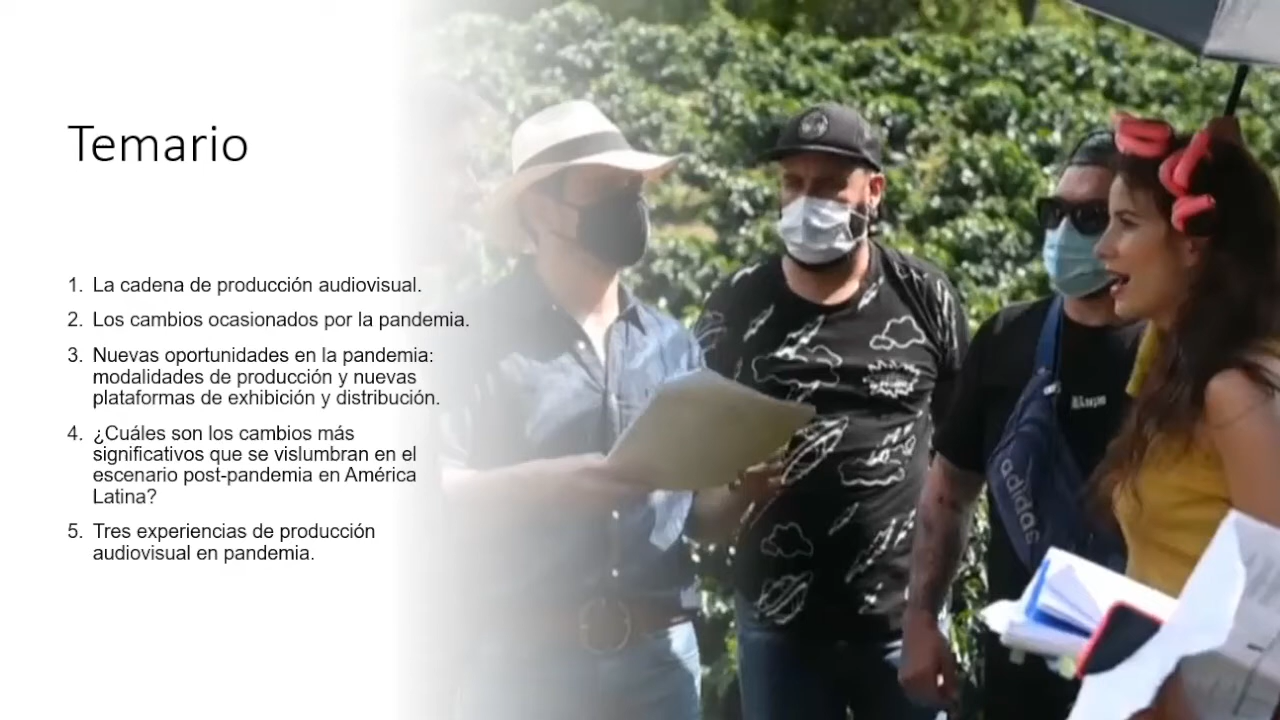 Temario
1. La cadena de producción audiovisual.
2. Los cambios ocasionados por la pandemia.
3. Nuevas oportunidades en la pandemia:
modalidades de producción y nuevas
plataformas de exhibición y distribución.
4. ¿Cuáles son los cambios más
significativos que se vislumbran en el
escenario post-pandemia en América
Latina?
5. Tres experiencias de producción
audiovisual en pandemia.
adidas